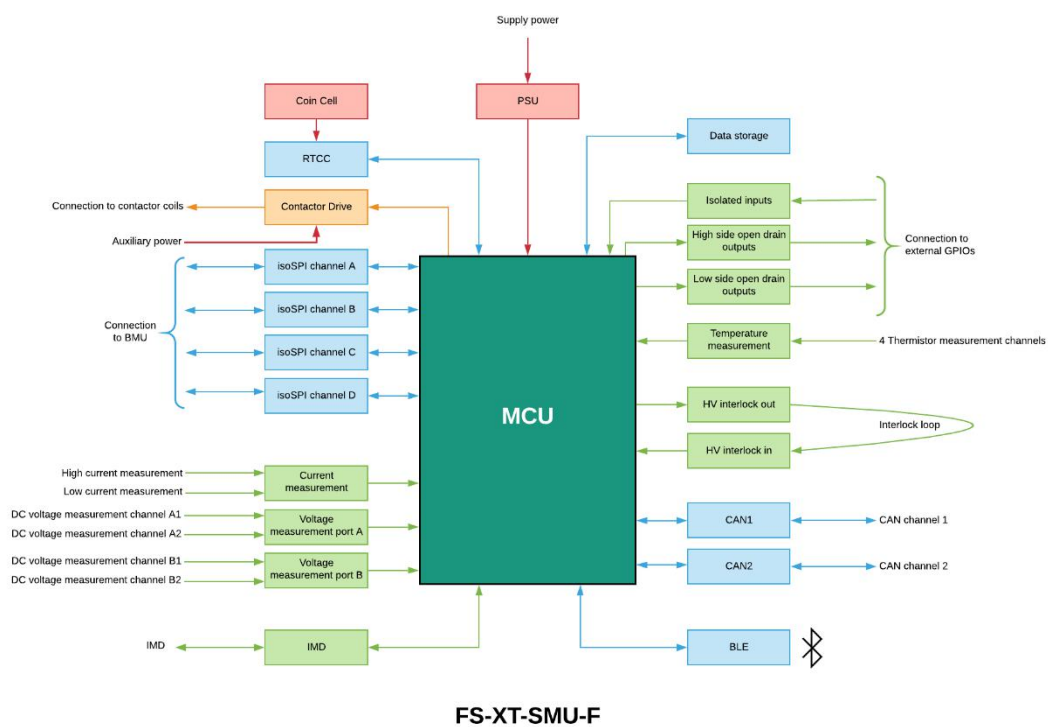 Supply power
Coin Cell
PSU
RTCC
Data storage
Connection to contactor coils
Contactor Drive
Isolated inputs
Auxiliary power
High side open drain
outputs
Connection to
external GPIOs
isoSPI channel A
Low side open drain
outputs
isoSPI channel B
Connection
to BMU
isoSPI channel C
Temperature
measurement
4 Thermistor measurement channels
isoSPI channel D
MCU
HV interlock out
Interlock loop
HV interlock in
High current measurement
Low current measurement
Current
measurement
DC voltage measurement channel A1
DC voltage measurement channel A2
Voltage
measurement port A
CAN1
CAN channel 1
DC voltage measurement channel B1
DC voltage measurement channel B2
Voltage
measurement port B
CAN2
CAN channel 2
IMD
IMD
BLE
FS-XT-SMU-F